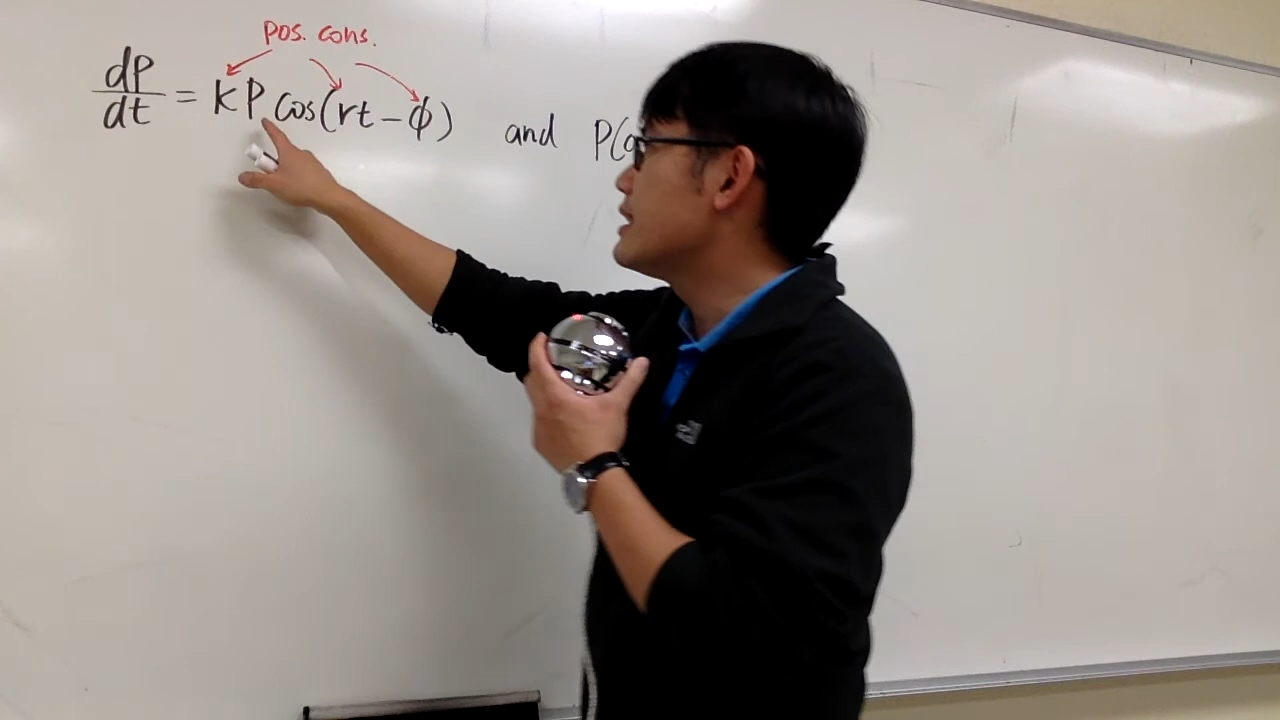 pos. cons.
dP/dt = KP cos(rt - ϕ) and P(